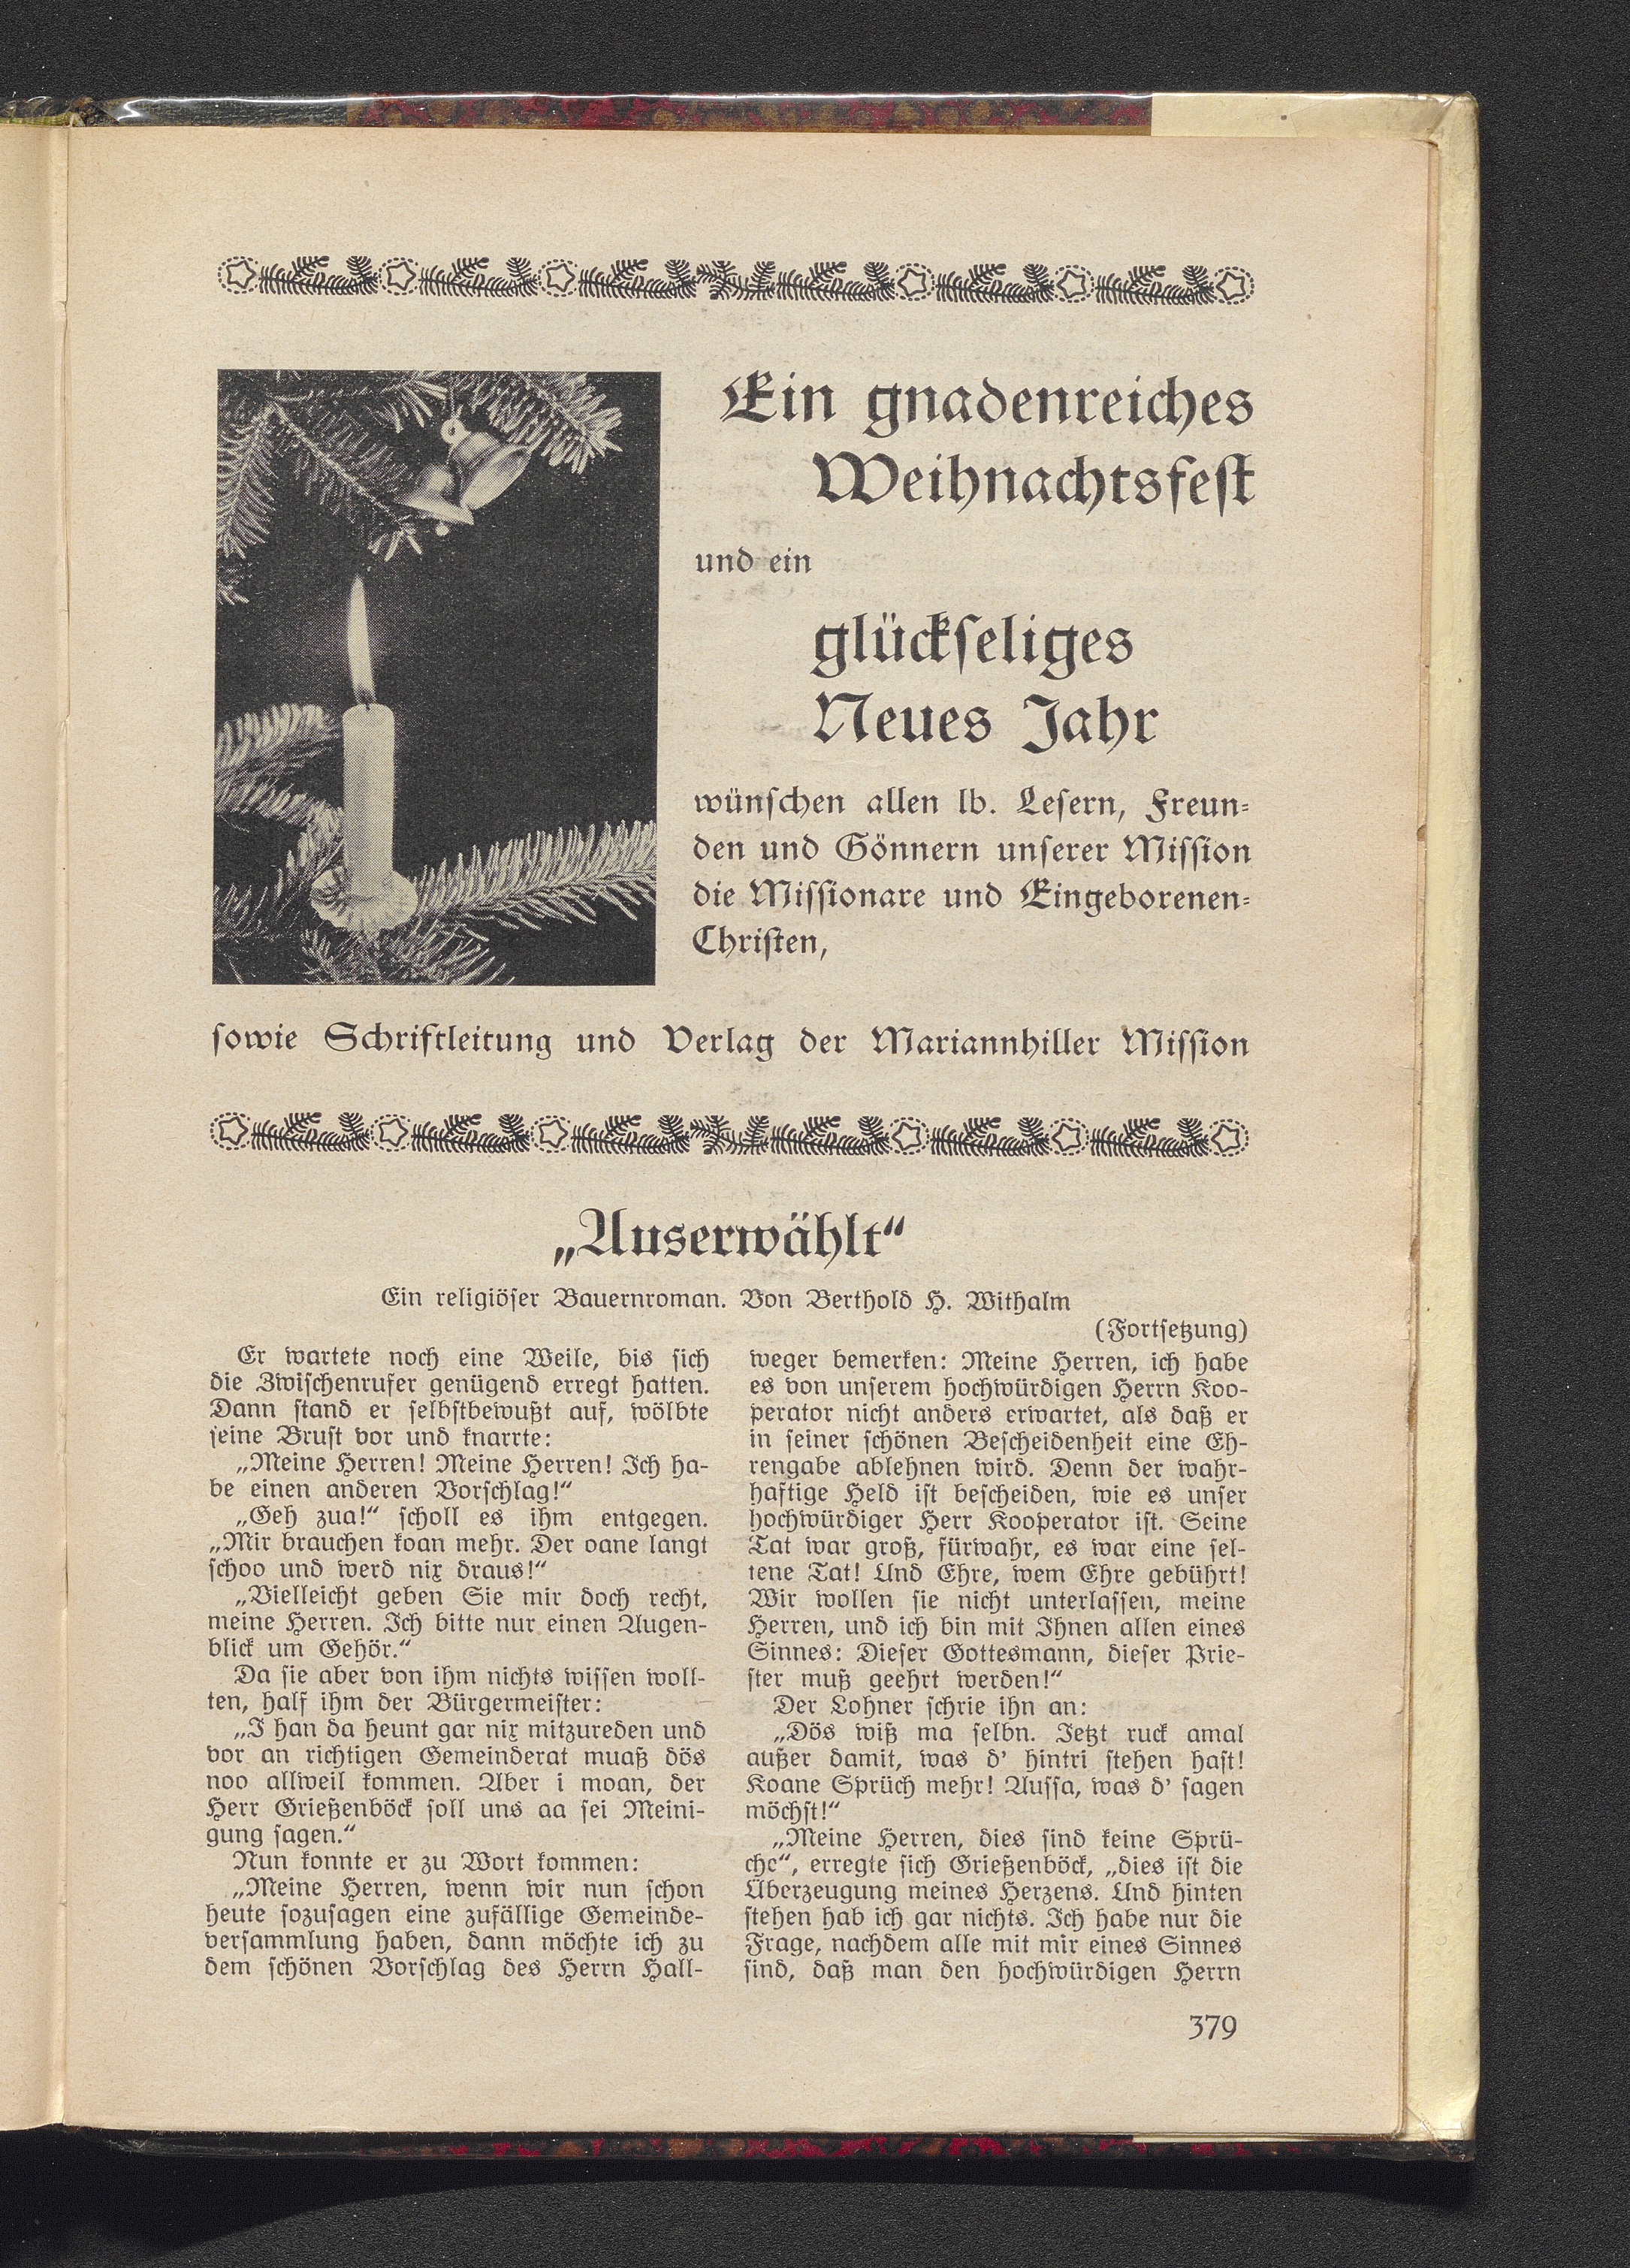 Ein gnadenreiches
Weihnachtsfest
und ein
glückseliges
Neues Jahr
wünschen allen lb. Lesern, Freun-
den und Gönnern unserer Mission
die Missionare und Eingeborenen-
Christen,
sowie Schriftleitung und Verlag der Mariannhiller Mission
„Auserwählt“
Ein religiöser Bauernroman. Von Berthold H. Withalm
(Fortsetzung)
Er wartete noch eine Weile, bis sich
die Zwischenrufer genügend erregt hatten.
Dann stand er selbstbewußt auf, wölbte
seine Brust vor und knarrte:
„Meine Herren! Meine Herren! Ich ha-
be einen anderen Vorschlag!“
„Geh zua!“ scholl es ihm entgegen.
„Mir brauchen koan mehr. Der oane langt
schoo und werd nix draus!“
„Vielleicht geben Sie mir doch recht,
meine Herren. Ich bitte nur einen Augen-
blick um Gehör.“
Da sie aber von ihm nichts wissen woll-
ten, half ihm der Bürgermeister:
„I han da heunt gar nix mitzureden und
vor an richtigen Gemeinderat muaß dös
noo allweil kommen. Aber i moan, der
Herr Grießenböck soll uns aa sei Meini-
gung sagen.“
Nun konnte er zu Wort kommen:
„Meine Herren, wenn wir nun schon
heute sozusagen eine zufällige Gemeinde-
versammlung haben, dann möchte ich zu
dem schönen Vorschlag des Herrn Hall-
weger bemerken: Meine Herren, ich habe
es von unserem hochwürdigen Herrn Koo-
perator nicht anders erwartet, als daß er
in seiner schönen Bescheidenheit eine Eh-
rengabe ablehnen wird. Denn der wahr-
haftige Held ist bescheiden, wie es unser
hochwürdiger Herr Kooperator ist. Seine
Tat war groß, fürwahr, es war eine sel-
tene Tat! Und Ehre, wem Ehre gebührt!
Wir wollen sie nicht unterlassen, meine
Herren, und ich bin mit Ihnen allen eines
Sinnes: Dieser Gottesmann, dieser Prie-
ster muß geehrt werden!“
Der Lohner schrie ihn an:
„Dös wiß ma selbn. Jetzt ruck amal
außer damit, was d' hintri stehen hast!
Koane Sprüch mehr! Aussa, was d' sagen
möchst!“
„Meine Herren, dies sind keine Sprü-
che“, erregte sich Grießenböck, „dies ist die
Überzeugung meines Herzens. Und hinten
stehen hab ich gar nichts. Ich habe nur die
Frage, nachdem alle mit mir eines Sinnes
sind, daß man den hochwürdigen Herrn
379